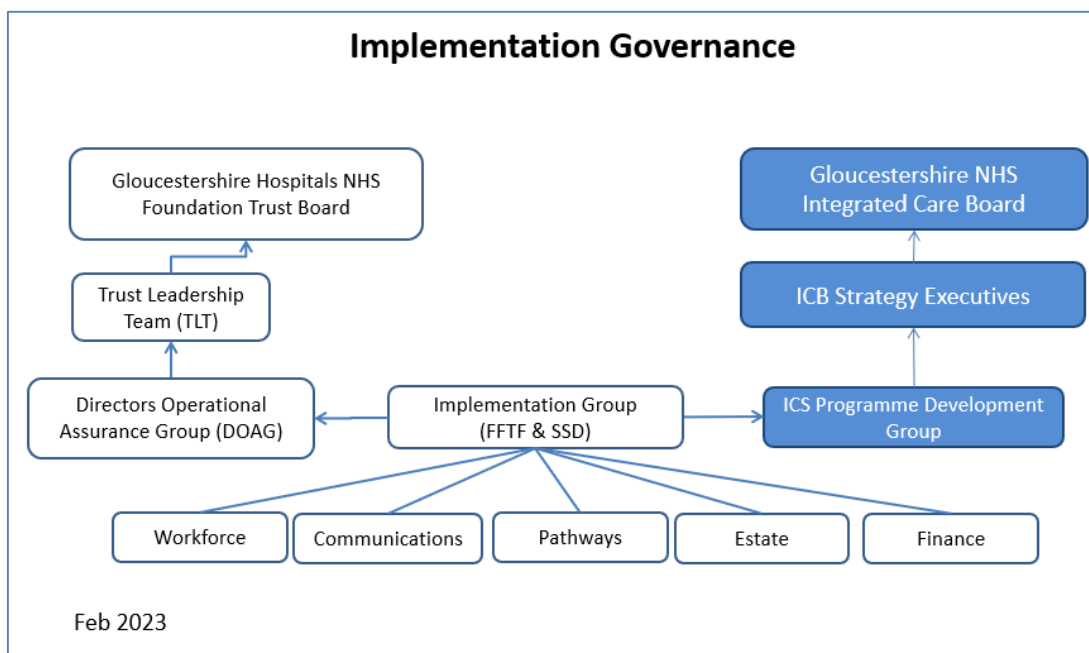 Implementation Governance
Gloucestershire Hospitals NHS
Foundation Trust Board
Gloucestershire NHS
Integrated Care Board
Trust Leadership
Team (TLT)
ICB Strategy Executives
Directors Operational
Assurance Group (DOAG)
Implementation Group
(FFTF & SSD)
ICS Programme Development
Group
Workforce
Communications
Pathways
Estate
Finance
Feb 2023